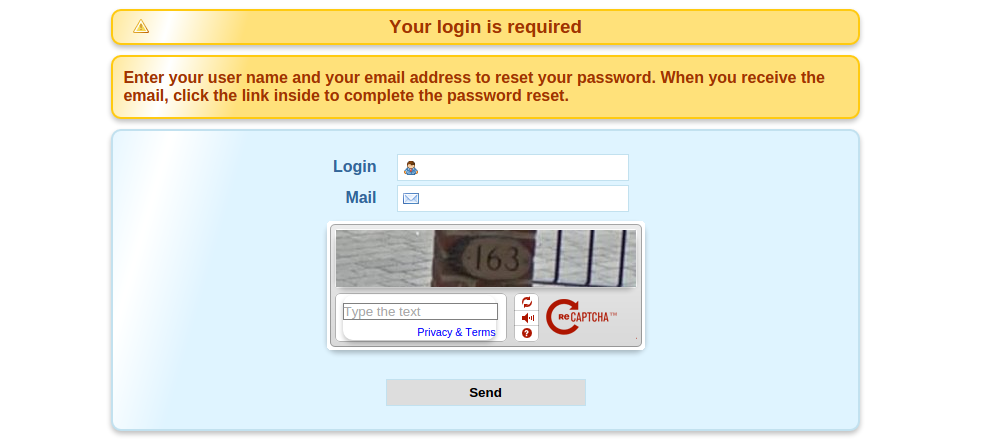 Your login is required
Enter your user name and your email address to reset your password. When you receive the
email, click the link inside to complete the password reset.
Login
Mail
163
Type the text
Privacy & Terms
ReCAPTCHA™
Send